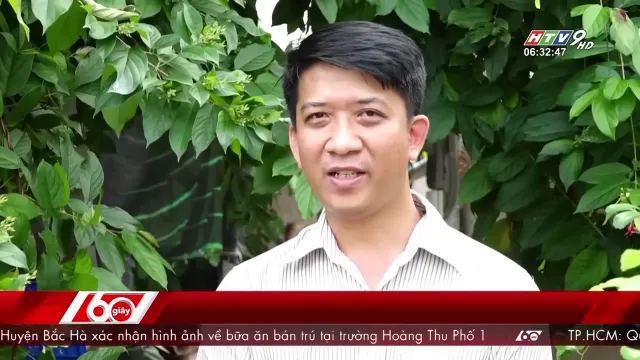 HTV9 HD
06:32:47
60 giây
Huyện Bắc Hà xác nhận hình ảnh về bữa ăn bán trú tại trường Hoàng Thu Phố 1 60 TP.HCM: Q